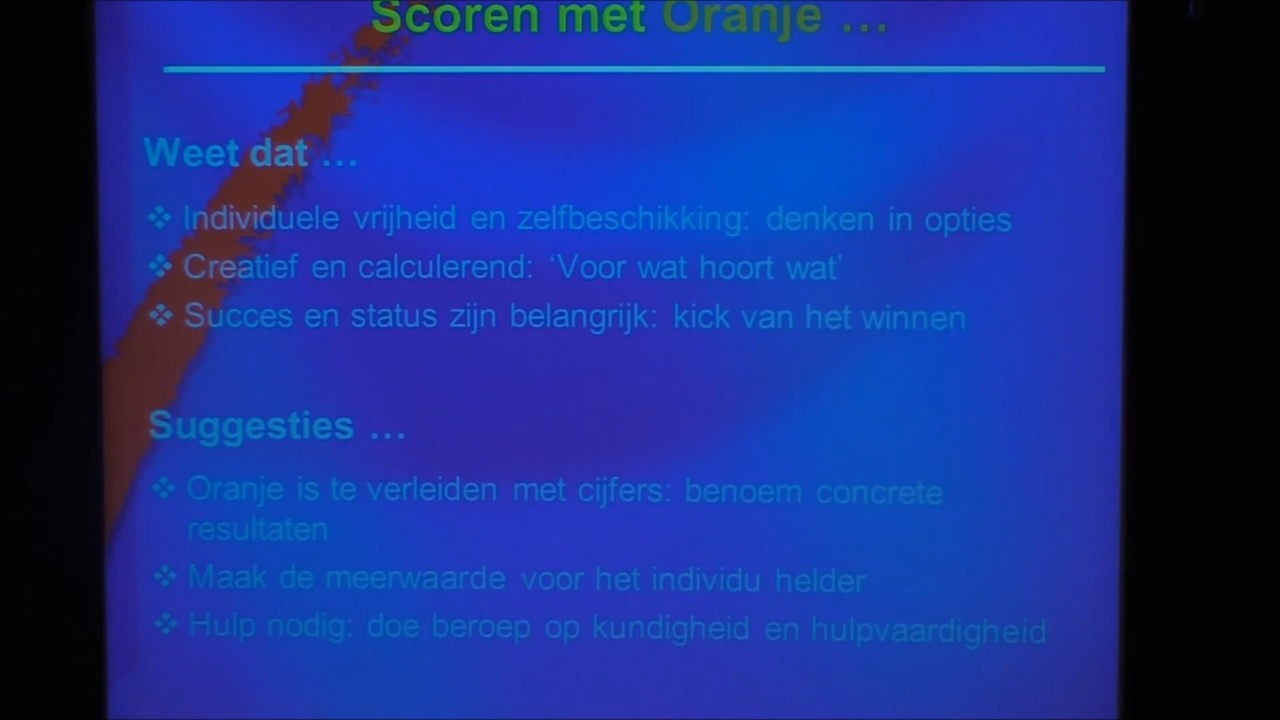 Scoren met Oranje ...
Weet dat ...
❖ Individuele vrijheid en zelfbeschikking: denken in opties
❖ Creatief en calculerend: ‘Voor wat hoort wat’
❖ Succes en status zijn belangrijk: kick van het winnen
Suggesties ...
❖ Oranje is te verleiden met cijfers: benoem concrete
resultaten
❖ Maak de meerwaarde voor het individu helder
❖ Hulp nodig: doe beroep op kundigheid en hulpvaardigheid